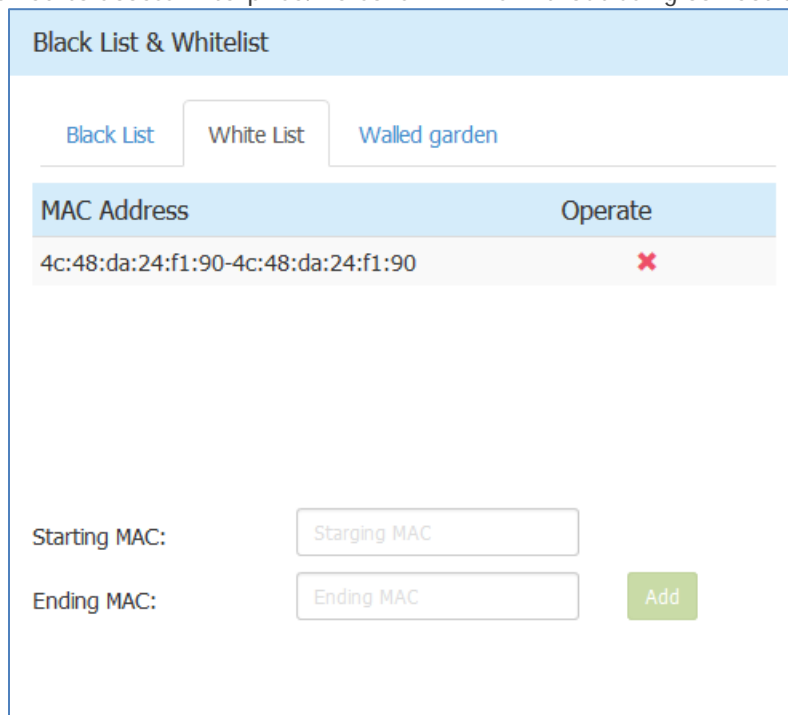 Black List & Whitelist
Black List White List Walled garden
MAC Address Operate
4c:48:da:24:f1:90-4c:48:da:24:f1:90
Starting MAC: Starging MAC
Ending MAC: Ending MAC Add